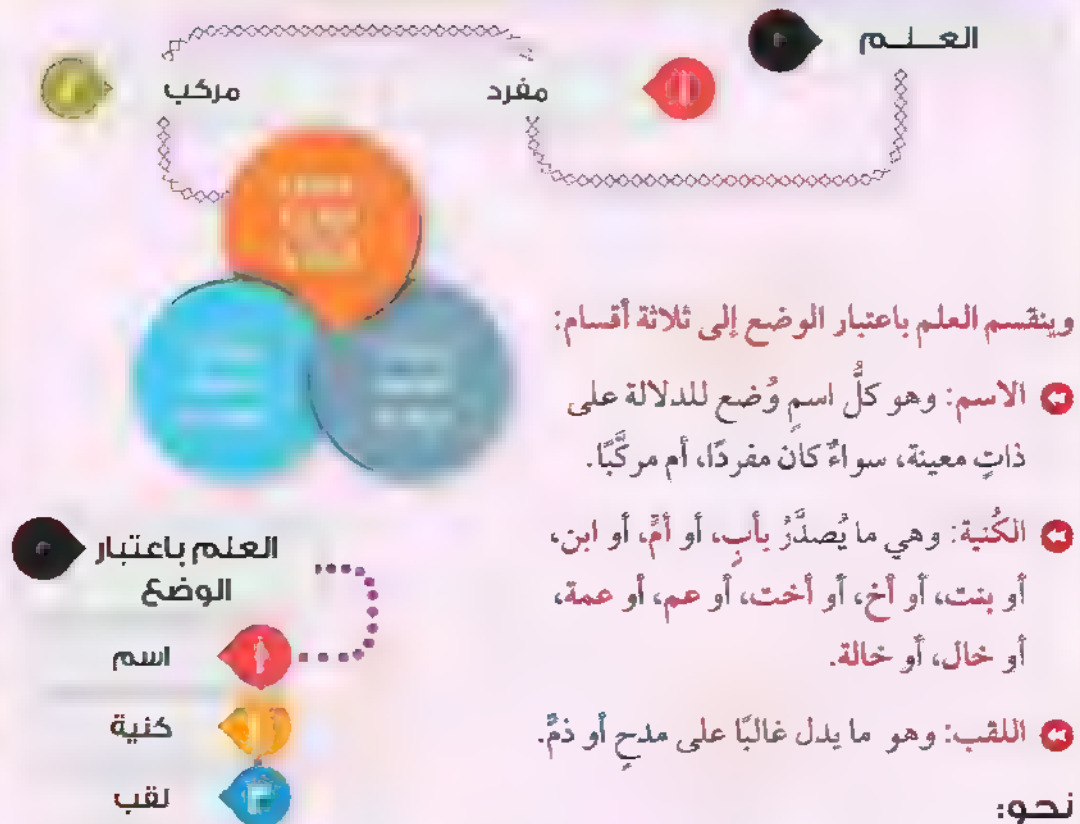 العـــلـــم
مفرد
مركب
وينقسم العلم باعتبار الوضع إلى ثلاثة أقسام:
الاسم: وهو كلُّ اسمٍ وُضع للدلالة على
ذاتٍ معينة، سواءٌ كان مفردًا، أم مركَّبًا.
الكُنية: وهي ما يُصدَّرُ بأبٍ، أو أمٍّ، أو ابن،
أو بنت، أو أخ، أو أخت، أو عم، أو عمة،
أو خال، أو خالة.
اللقب: وهو ما يدل غالبًا على مدحٍ أو ذمٍّ.
نحو:
العلم باعتبار
الوضع
اسم
كنية
لقب